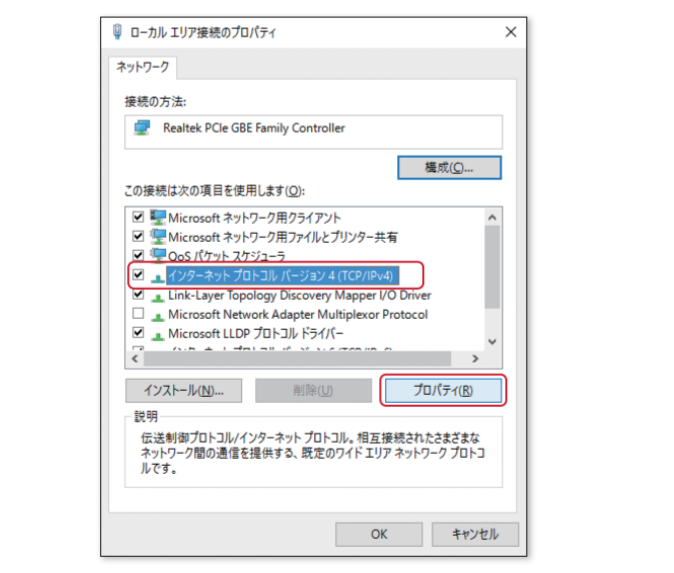 ローカル エリア接続のプロパティ
ネットワーク
接続の方法:
Realtek PCIe GBE Family Controller
構成(C)...
この接続は次の項目を使用します(O):
Microsoft ネットワーク用クライアント
Microsoft ネットワーク用ファイルとプリンター共有
QoS パケット スケジューラ
インターネット プロトコル バージョン 4 (TCP/IPv4)
Link-Layer Topology Discovery Mapper I/O Driver
Microsoft Network Adapter Multiplexor Protocol
Microsoft LLDP プロトコル ドライバー
インストール(N)...
削除(U)
プロパティ(R)
説明
伝送制御プロトコル/インターネット プロトコル。相互接続されたさまざまな
ネットワーク間の通信を提供する、既定のワイド エリア ネットワーク プロトコ
ルです。
OK
キャンセル